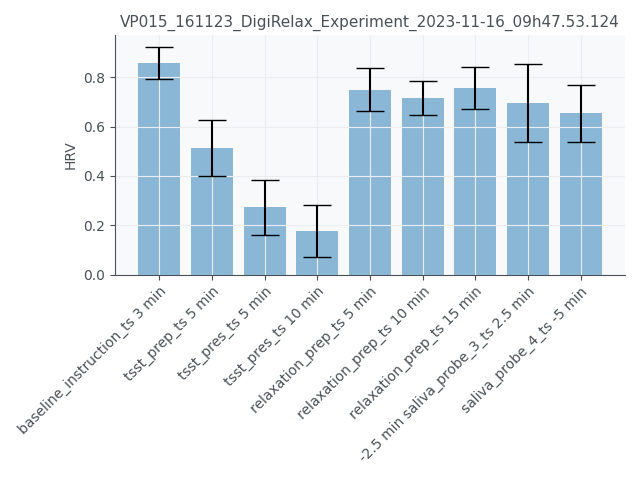 VP015_161123_DigiRelax_Experiment_2023-11-16_09h47.53.124
HRV
0.8
0.6
0.4
0.2
0.0
baseline_instruction_ts 3 min
tsst_prep_ts 5 min
tsst_pres_ts 5 min
tsst_pres_ts 10 min
relaxation_prep_ts 5 min
relaxation_prep_ts 10 min
relaxation_prep_ts 15 min
-2.5 min saliva_probe_3_ts 2.5 min
saliva_probe_4_ts -5 min